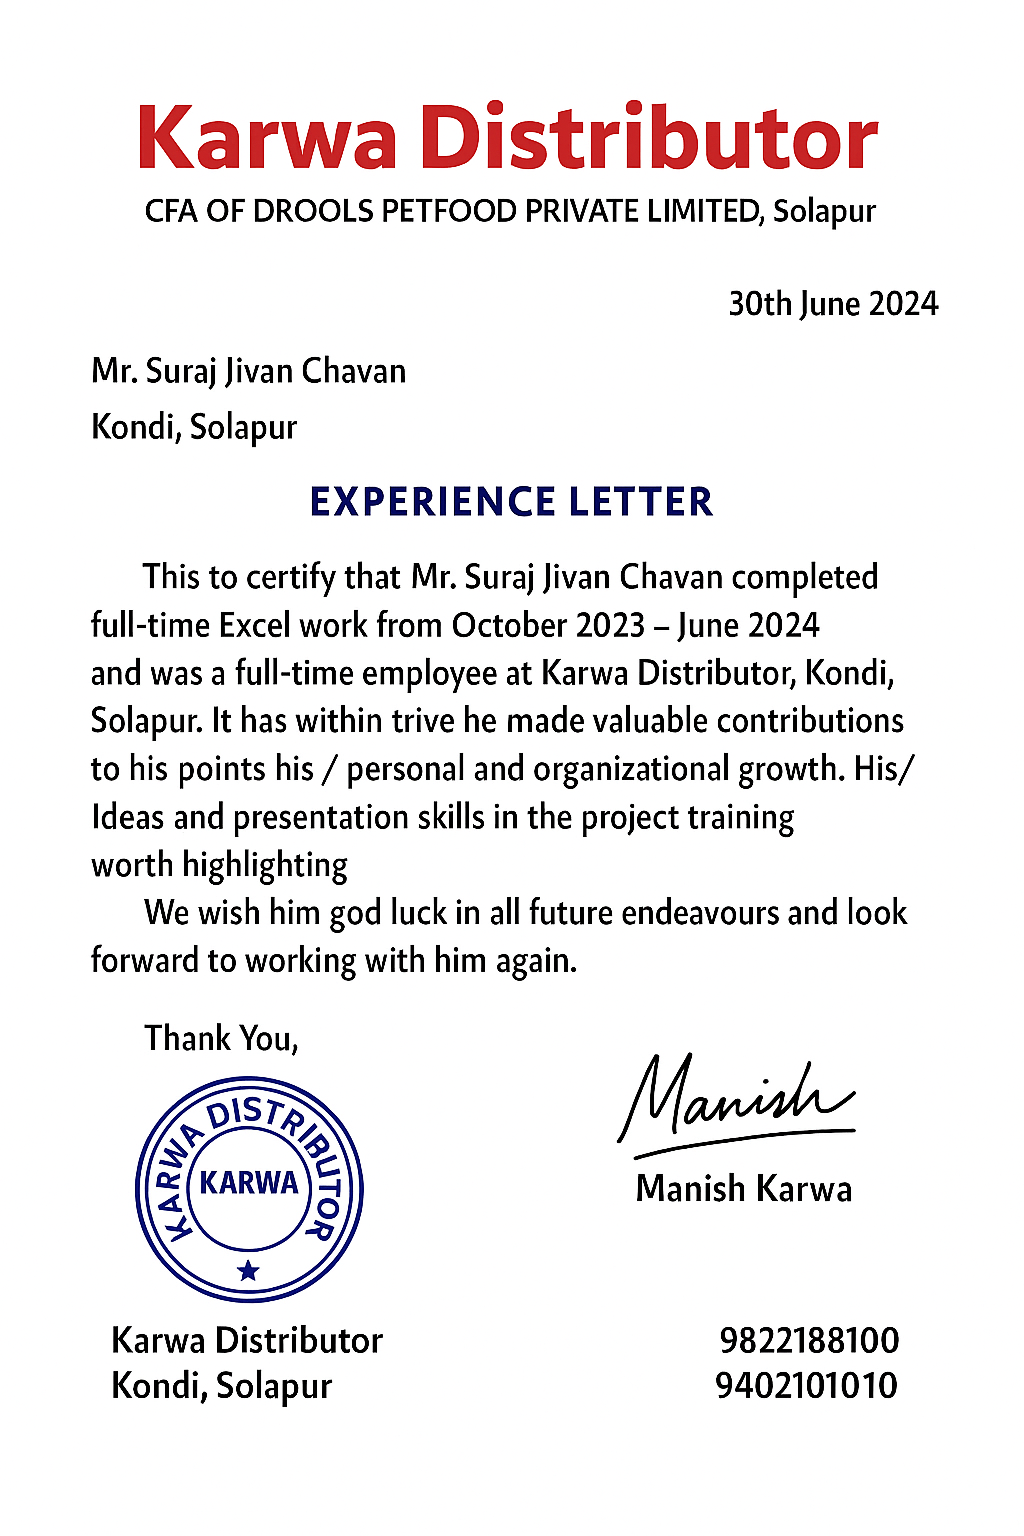 Karwa Distributor
CFA OF DROOLS PETFOOD PRIVATE LIMITED, Solapur
30th June 2024
Mr. Suraj Jivan Chavan
Kondi, Solapur
EXPERIENCE LETTER
This to certify that Mr. Suraj Jivan Chavan completed
full-time Excel work from October 2023 – June 2024
and was a full-time employee at Karwa Distributor, Kondi,
Solapur. It has within trive he made valuable contributions
to his points his / personal and organizational growth. His/
Ideas and presentation skills in the project training
worth highlighting
We wish him god luck in all future endeavours and look
forward to working with him again.
Thank You,
KARWA DISTRIBUTOR
KARWA
Manish
Manish Karwa
Karwa Distributor
Kondi, Solapur
9822188100
9402101010